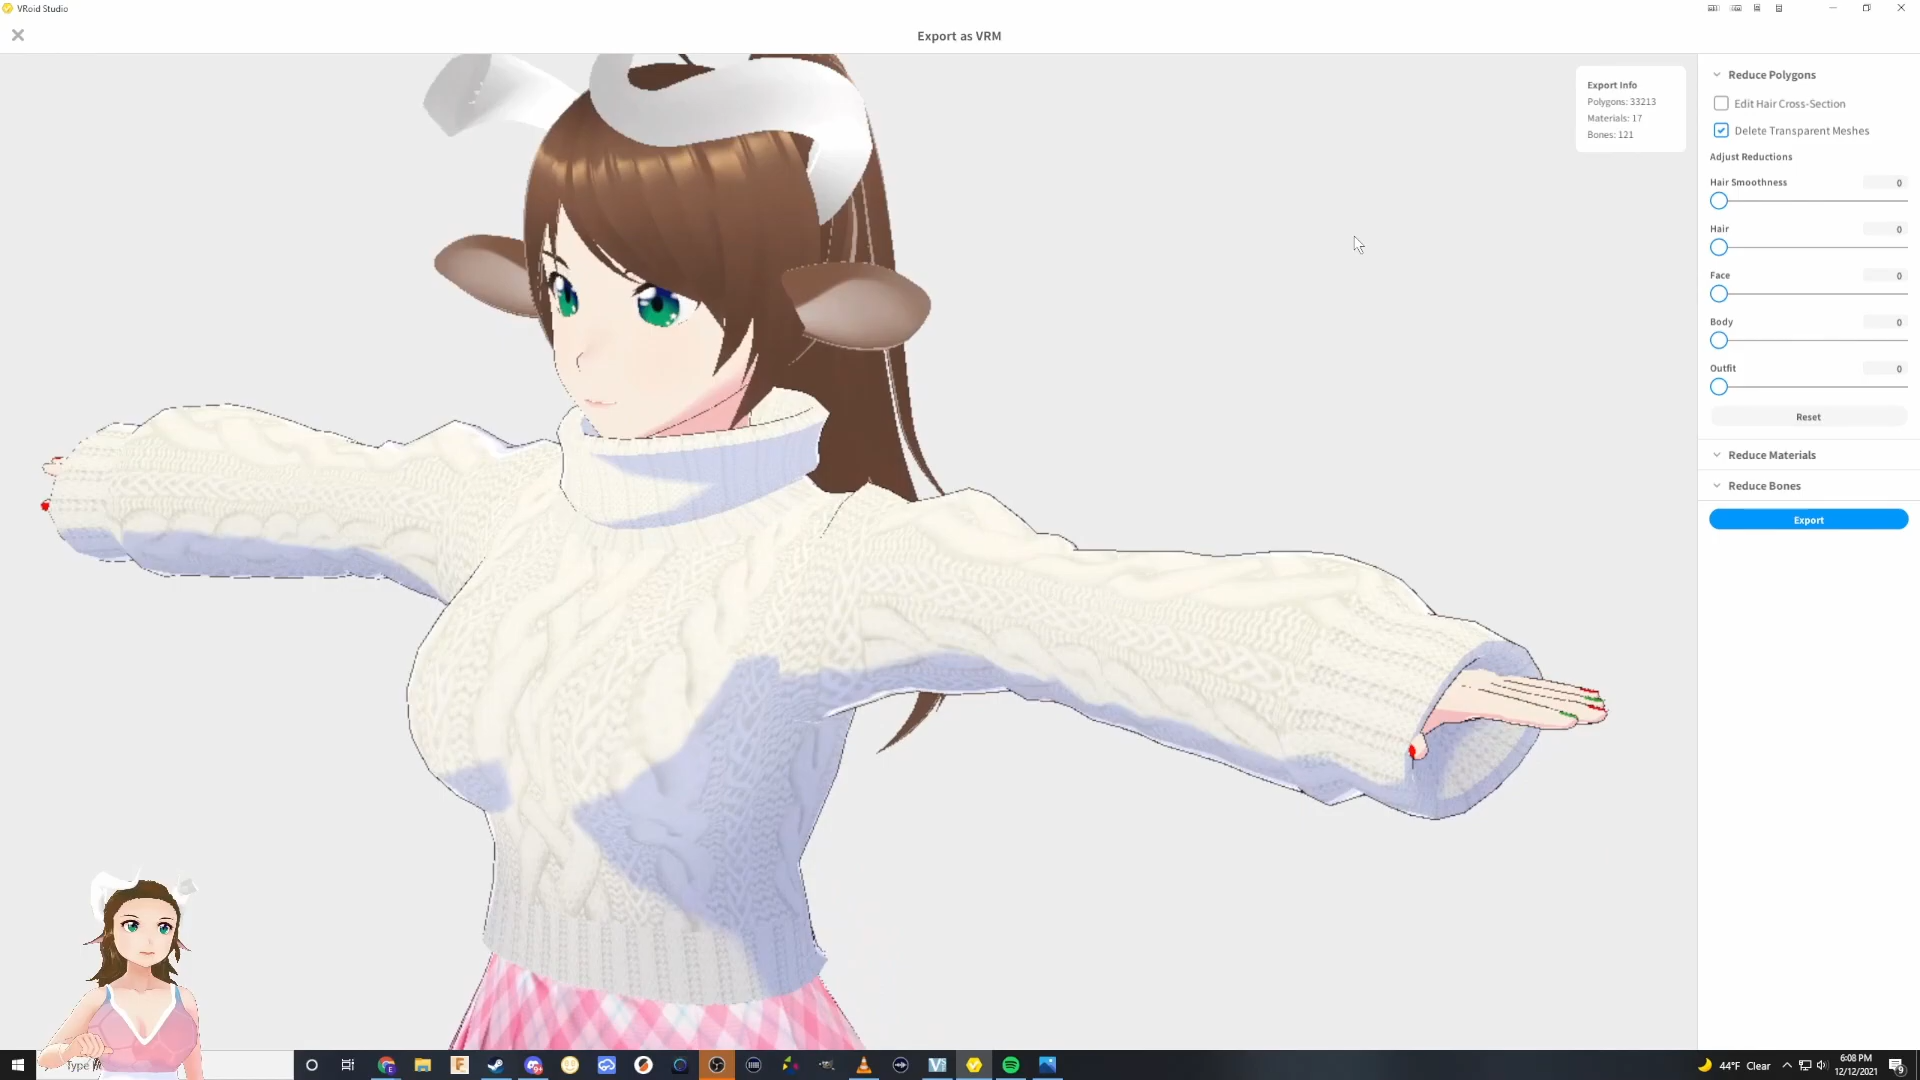 VRoid Studio
Export as VRM
Export Info
Polygons: 33213
Materials: 17
Bones: 121
Reduce Polygons
Edit Hair Cross-Section
Delete Transparent Meshes
Adjust Reductions
Hair Smoothness 0
Hair 0
Face 0
Body 0
Outfit 0
Reset
Reduce Materials
Reduce Bones
Export
Type
44°F Clear
6:08 PM
12/12/2021